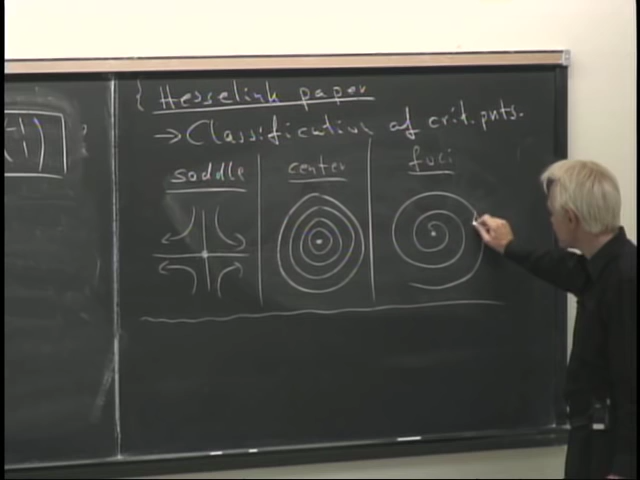 { Hesselink paper
→ Classification of crit. pnts.
saddle center foci